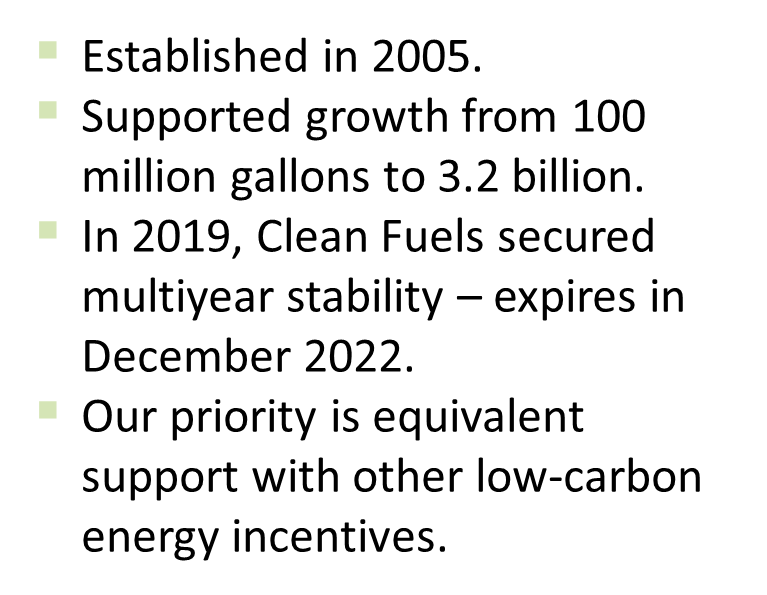 Established in 2005.
Supported growth from 100
million gallons to 3.2 billion.
In 2019, Clean Fuels secured
multiyear stability – expires in
December 2022.
Our priority is equivalent
support with other low-carbon
energy incentives.